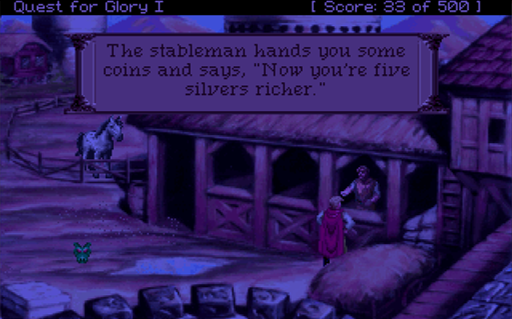 Quest for Glory I [ Score: 33 of 500 ]
The stableman hands you some
coins and says, "Now you're five
silvers richer."